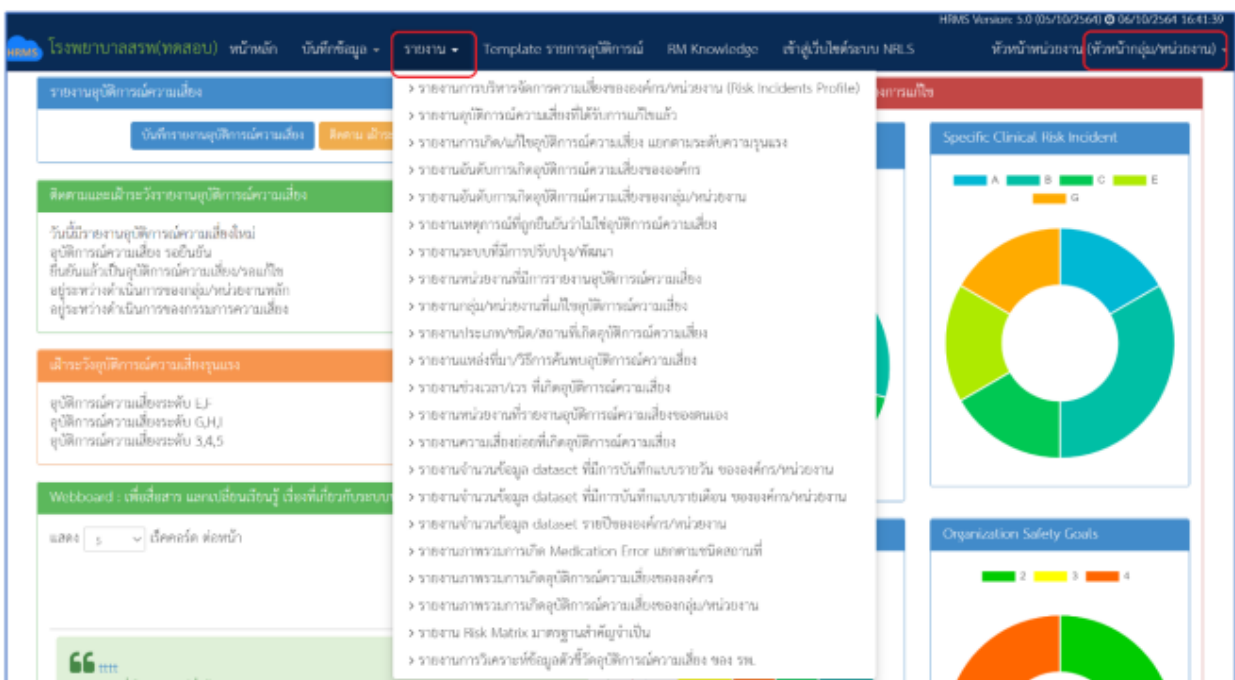 HRMS Version: 5.0 (05/10/2564) 06/10/2564 16:41:39
HRMS โรงพยาบาลสรพ(ทดสอบ) หน้าหลัก บันทึกข้อมูล รายงาน Template รายการอุบัติการณ์ RM Knowledge เข้าสู่เว็บไซต์ระบบ NRLS หัวหน้าหน่วยงาน (หัวหน้ากลุ่ม/หน่วยงาน)
รายงานอุบัติการณ์ความเสี่ยง
บันทึกรายงานอุบัติการณ์ความเสี่ยง ติดตาม เฝ้าระ
ติดตามและเฝ้าระวังรายงานอุบัติการณ์ความเสี่ยง
วันนี้มีรายงานอุบัติการณ์ความเสี่ยงใหม่
อุบัติการณ์ความเสี่ยง รอยืนยัน
ยืนยันแล้วเป็นอุบัติการณ์ความเสี่ยง/รอแก้ไข
อยู่ระหว่างดำเนินการของกลุ่ม/หน่วยงานหลัก
อยู่ระหว่างดำเนินการของกรรมการความเสี่ยง
เฝ้าระวังอุบัติการณ์ความเสี่ยงรุนแรง
อุบัติการณ์ความเสี่ยงระดับ E,F
อุบัติการณ์ความเสี่ยงระดับ G,H,I
อุบัติการณ์ความเสี่ยงระดับ 3,4,5
Webboard : เพื่อสื่อสาร แลกเปลี่ยนเรียนรู้ เรื่องที่เกี่ยวกับระบบ
แสดง 5 เร็คคอร์ด ต่อหน้า
tttt
> รายงานการบริหารจัดการความเสี่ยงขององค์กร/หน่วยงาน (Risk Incidents Profile)
> รายงานอุบัติการณ์ความเสี่ยงที่ได้รับการแก้ไขแล้ว
> รายงานการเกิด/แก้ไขอุบัติการณ์ความเสี่ยง แยกตามระดับความรุนแรง
> รายงานอันดับการเกิดอุบัติการณ์ความเสี่ยงขององค์กร
> รายงานอันดับการเกิดอุบัติการณ์ความเสี่ยงของกลุ่ม/หน่วยงาน
> รายงานเหตุการณ์ที่ถูกยืนยันว่าไม่ใช่อุบัติการณ์ความเสี่ยง
> รายงานระบบที่มีการปรับปรุง/พัฒนา
> รายงานหน่วยงานที่มีการรายงานอุบัติการณ์ความเสี่ยง
> รายงานกลุ่ม/หน่วยงานที่แก้ไขอุบัติการณ์ความเสี่ยง
> รายงานประเภท/ชนิด/สถานที่เกิดอุบัติการณ์ความเสี่ยง
> รายงานแหล่งที่มา/วิธีการค้นพบอุบัติการณ์ความเสี่ยง
> รายงานช่วงเวลา/เวร ที่เกิดอุบัติการณ์ความเสี่ยง
> รายงานหน่วยงานที่รายงานอุบัติการณ์ความเสี่ยงของตนเอง
> รายงานความเสี่ยงย่อยที่เกิดอุบัติการณ์ความเสี่ยง
> รายงานจำนวนข้อมูล dataset ที่มีการบันทึกแบบรายวัน ขององค์กร/หน่วยงาน
> รายงานจำนวนข้อมูล dataset ที่มีการบันทึกแบบรายเดือน ขององค์กร/หน่วยงาน
> รายงานจำนวนข้อมูล dataset รายปีขององค์กร/หน่วยงาน
> รายงานภาพรวมการเกิด Medication Error แยกตามชนิดสถานที่
> รายงานภาพรวมการเกิดอุบัติการณ์ความเสี่ยงขององค์กร
> รายงานภาพรวมการเกิดอุบัติการณ์ความเสี่ยงของกลุ่ม/หน่วยงาน
> รายงาน Risk Matrix มาตรฐานสำคัญจำเป็น
> รายงานการวิเคราะห์ข้อมูลตัวชี้วัดอุบัติการณ์ความเสี่ยง ของ รพ.
งการแก้ไข
Specific Clinical Risk Incident
A B C E
G
Organization Safety Goals
2 3 4